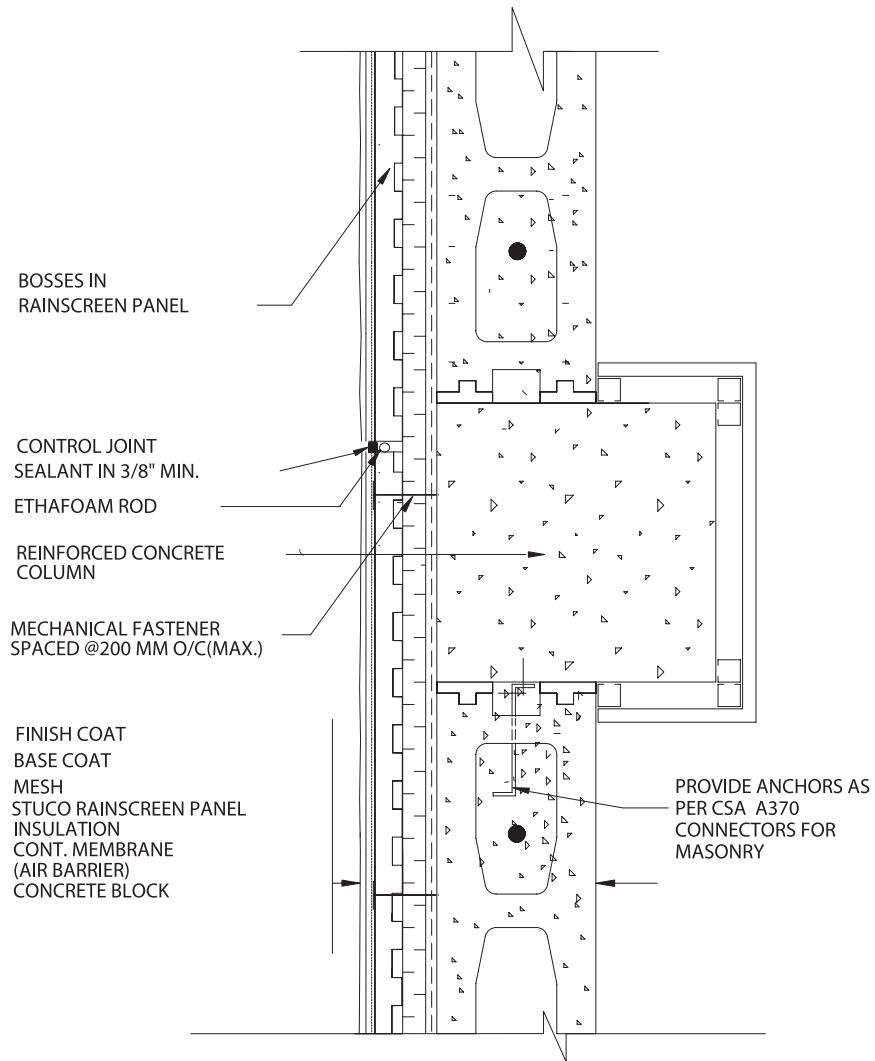 BOSSES IN
RAINSCREEN PANEL
CONTROL JOINT
SEALANT IN 3/8" MIN.
ETHAFOAM ROD
REINFORCED CONCRETE
COLUMN
MECHANICAL FASTENER
SPACED @200 MM O/C(MAX.)
FINISH COAT
BASE COAT
MESH
STUCO RAINSCREEN PANEL
INSULATION
CONT. MEMBRANE
(AIR BARRIER)
CONCRETE BLOCK
PROVIDE ANCHORS AS
PER CSA A370
CONNECTORS FOR
MASONRY